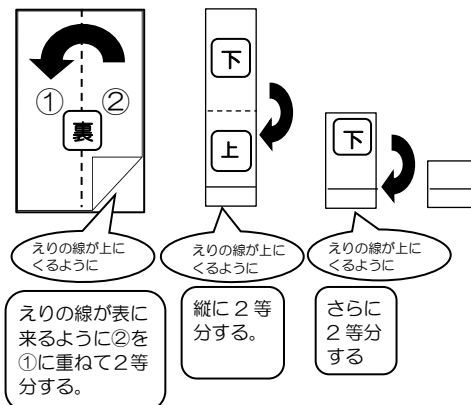 ① ②
裏
下
上
下
えりの線が上に
くるように
えりの線が上に
くるように
えりの線が上に
くるように
えりの線が表に
来るように②を
①に重ねて2等
分する。
縦に 2 等
分する。
さらに
2 等分
する